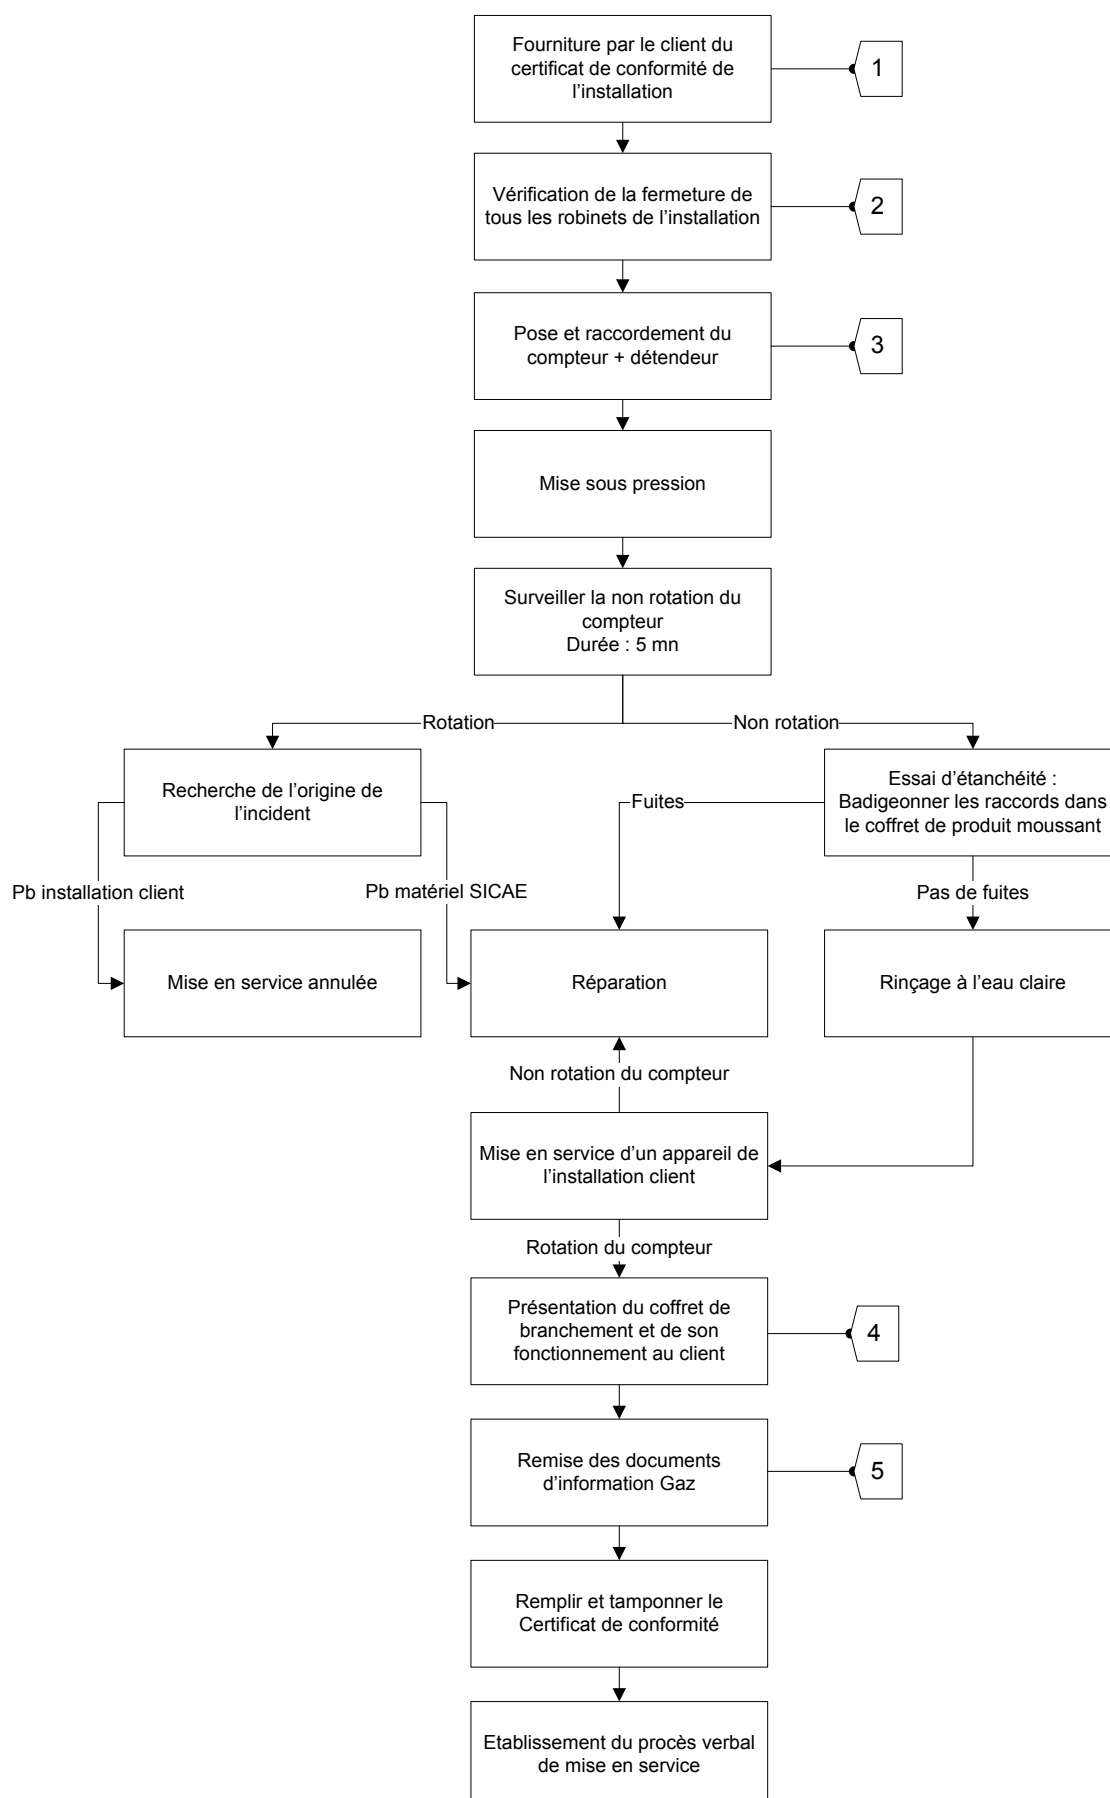 Fourniture par le client du
certificat de conformité de
l’installation
1
Vérification de la fermeture de
tous les robinets de l’installation
2
Pose et raccordement du
compteur + détendeur
3
Mise sous pression
Surveiller la non rotation du
compteur
Durée : 5 mn
Rotation
Non rotation
Recherche de l’origine de
l’incident
Essai d’étanchéité :
Badigeonner les raccords dans
le coffret de produit moussant
Fuites
Pb installation client
Pb matériel SICAE
Pas de fuites
Mise en service annulée
Réparation
Rinçage à l’eau claire
Non rotation du compteur
Mise en service d’un appareil de
l’installation client
Rotation du compteur
Présentation du coffret de
branchement et de son
fonctionnement au client
4
Remise des documents
d’information Gaz
5
Remplir et tamponner le
Certificat de conformité
Etablissement du procès verbal
de mise en service